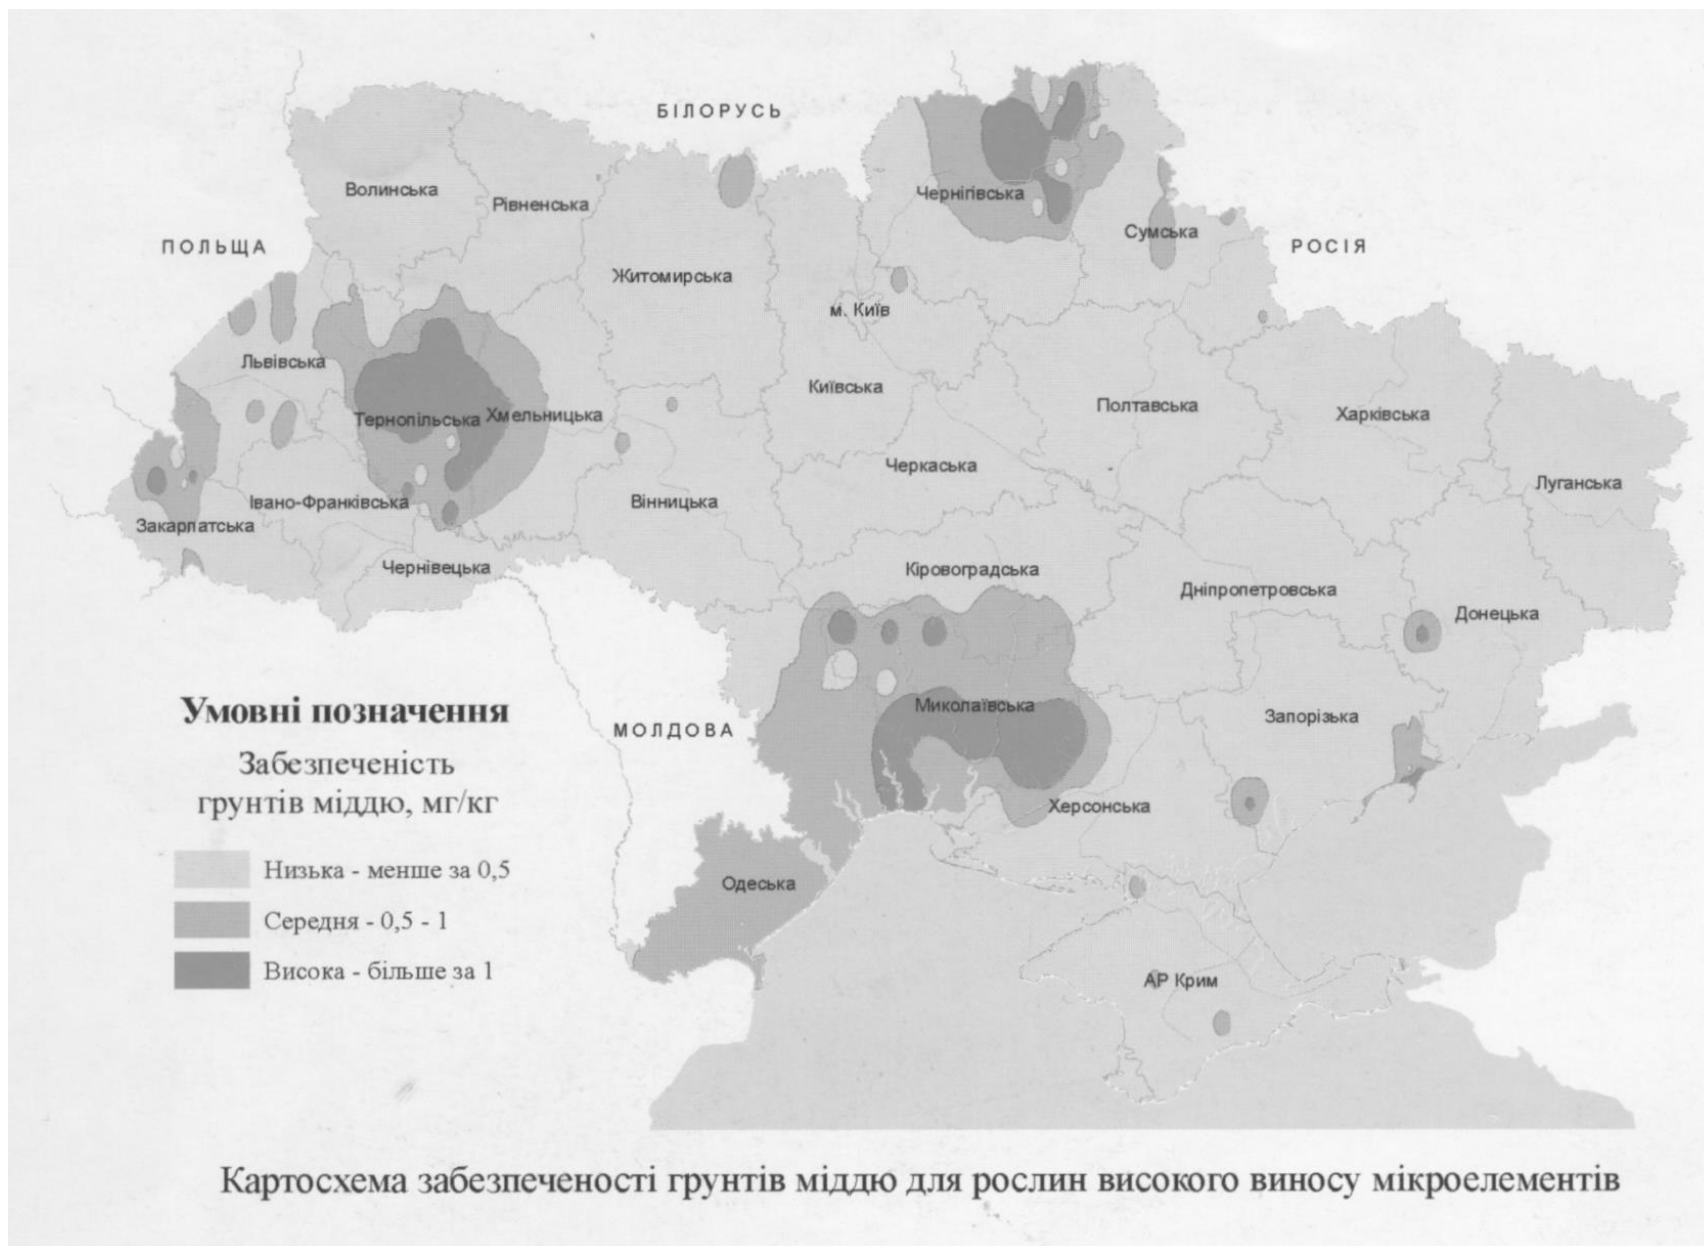 БІЛОРУСЬ
Волинська
Рівненська
Чернігівська
Сумська
ПОЛЬЩА
РОСІЯ
Житомирська
м. Київ
Львівська
Київська
Тернопільська
Хмельницька
Полтавська
Харківська
Черкаська
Луганська
Івано-Франківська
Вінницька
Закарпатська
Чернівецька
Кіровоградська
Дніпропетровська
Донецька
Умовні позначення
МОЛДОВА
Миколаївська
Запорізька
Забезпеченість
грунтів міддю, мг/кг
Херсонська
Низька - менше за 0,5
Одеська
Середня - 0,5 - 1
Висока - більше за 1
АР Крим
Картосхема забезпеченості грунтів міддю для рослин високого виносу мікроелементів